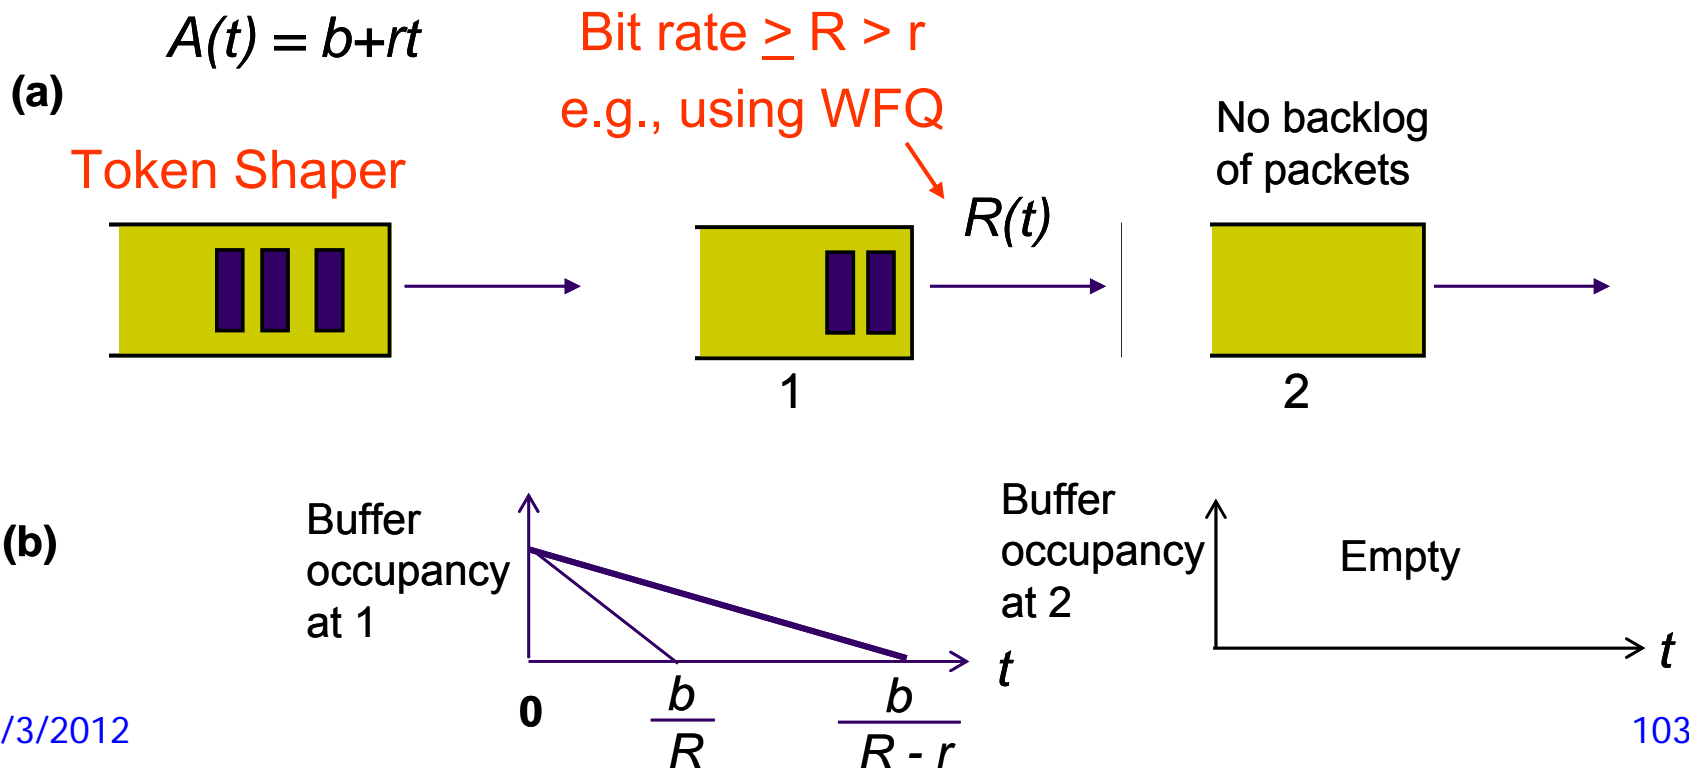 A(t) = b+rt
Bit rate ≥ R > r
(a)
e.g., using WFQ
No backlog
of packets
Token Shaper
R(t)
1
2
(b)
Buffer
occupancy
at 1
0
b
R
b
R - r
t
Buffer
occupancy
at 2
Empty
t
/3/2012
103